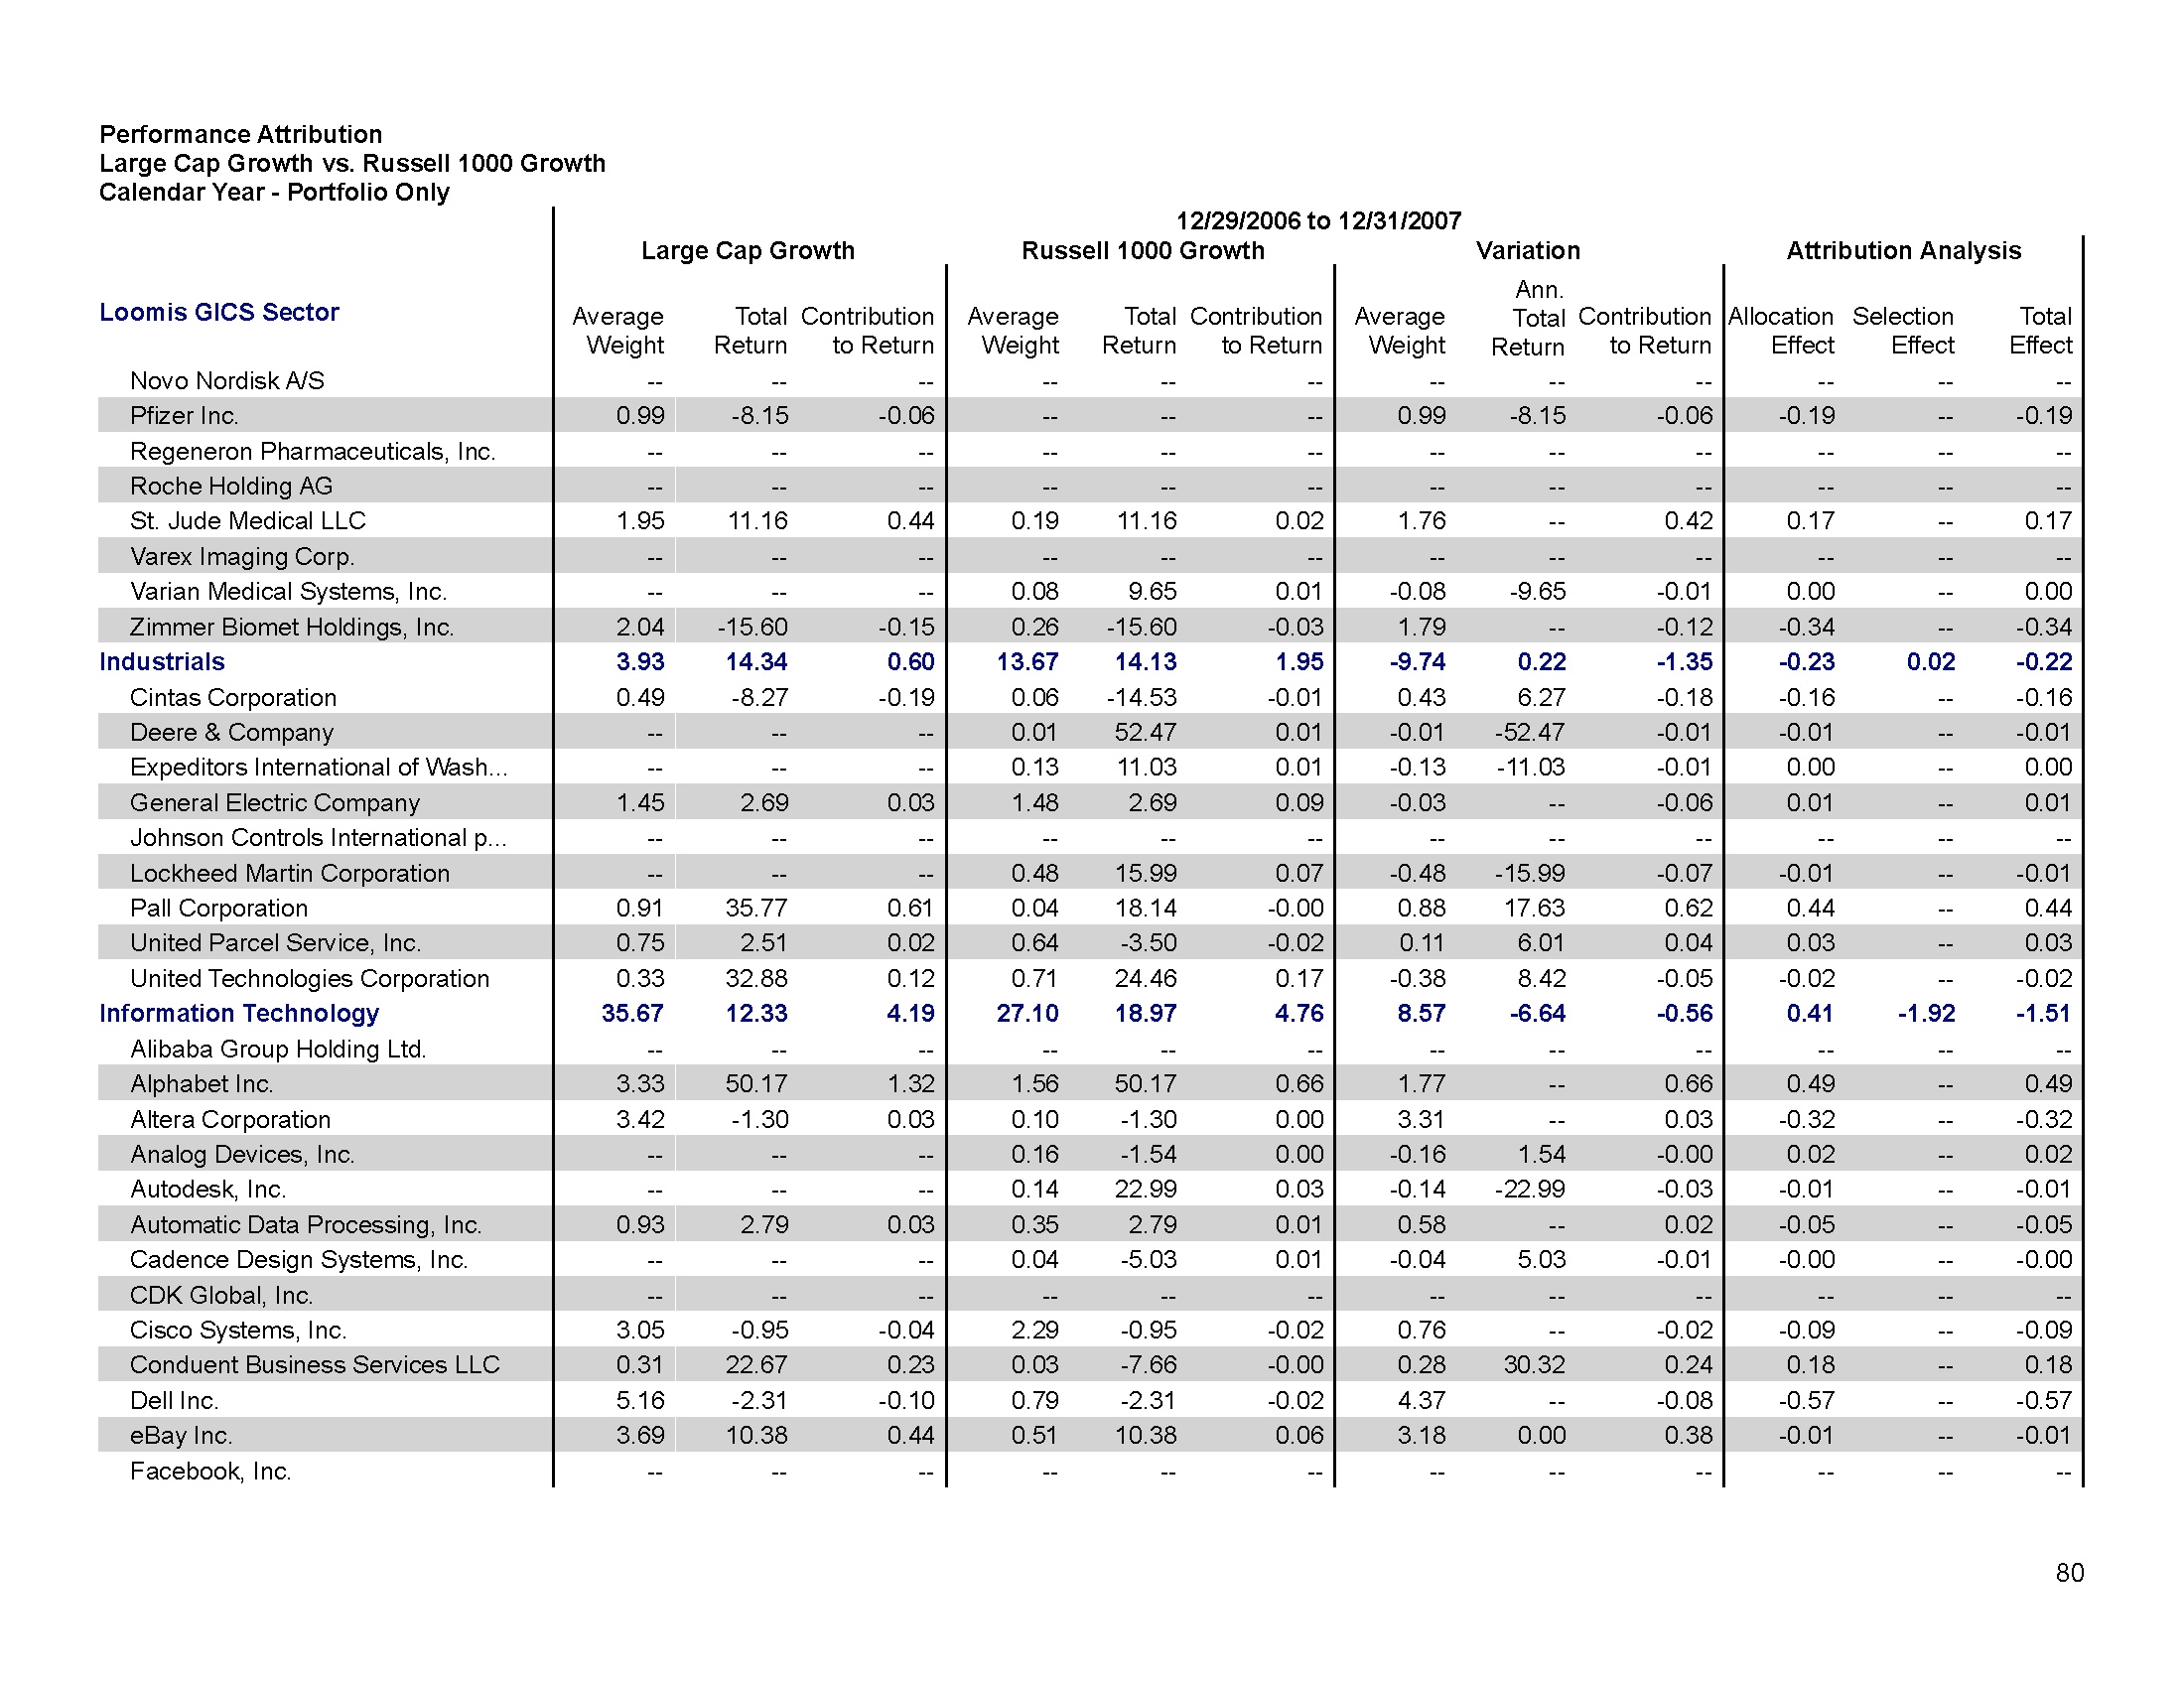 Performance Attribution
Large Cap Growth vs. Russell 1000 Growth
Calendar Year - Portfolio Only
12/29/2006 to 12/31/2007
Large Cap Growth Russell 1000 Growth Variation Attribution Analysis
Loomis GICS Sector Average Weight Total Return Contribution to Return Average Weight Total Return Contribution to Return Average Weight Ann. Total Return Contribution to Return Allocation Effect Selection Effect Total Effect
Novo Nordisk A/S -- -- -- -- -- -- -- -- -- -- -- --
Pfizer Inc. 0.99 -8.15 -0.06 -- -- -- 0.99 -8.15 -0.06 -0.19 -- -0.19
Regeneron Pharmaceuticals, Inc. -- -- -- -- -- -- -- -- -- -- -- --
Roche Holding AG -- -- -- -- -- -- -- -- -- -- -- --
St. Jude Medical LLC 1.95 11.16 0.44 0.19 11.16 0.02 1.76 -- 0.42 0.17 -- 0.17
Varex Imaging Corp. -- -- -- -- -- -- -- -- -- -- -- --
Varian Medical Systems, Inc. -- -- -- 0.08 9.65 0.01 -0.08 -9.65 -0.01 0.00 -- 0.00
Zimmer Biomet Holdings, Inc. 2.04 -15.60 -0.15 0.26 -15.60 -0.03 1.79 -- -0.12 -0.34 -- -0.34
Industrials 3.93 14.34 0.60 13.67 14.13 1.95 -9.74 0.22 -1.35 -0.23 0.02 -0.22
Cintas Corporation 0.49 -8.27 -0.19 0.06 -14.53 -0.01 0.43 6.27 -0.18 -0.16 -- -0.16
Deere & Company -- -- -- 0.01 52.47 0.01 -0.01 -52.47 -0.01 -0.01 -- -0.01
Expeditors International of Wash... -- -- -- 0.13 11.03 0.01 -0.13 -11.03 -0.01 0.00 -- 0.00
General Electric Company 1.45 2.69 0.03 1.48 2.69 0.09 -0.03 -- -0.06 0.01 -- 0.01
Johnson Controls International p... -- -- -- -- -- -- -- -- -- -- -- --
Lockheed Martin Corporation -- -- -- 0.48 15.99 0.07 -0.48 -15.99 -0.07 -0.01 -- -0.01
Pall Corporation 0.91 35.77 0.61 0.04 18.14 -0.00 0.88 17.63 0.62 0.44 -- 0.44
United Parcel Service, Inc. 0.75 2.51 0.02 0.64 -3.50 -0.02 0.11 6.01 0.04 0.03 -- 0.03
United Technologies Corporation 0.33 32.88 0.12 0.71 24.46 0.17 -0.38 8.42 -0.05 -0.02 -- -0.02
Information Technology 35.67 12.33 4.19 27.10 18.97 4.76 8.57 -6.64 -0.56 0.41 -1.92 -1.51
Alibaba Group Holding Ltd. -- -- -- -- -- -- -- -- -- -- -- --
Alphabet Inc. 3.33 50.17 1.32 1.56 50.17 0.66 1.77 -- 0.66 0.49 -- 0.49
Altera Corporation 3.42 -1.30 0.03 0.10 -1.30 0.00 3.31 -- 0.03 -0.32 -- -0.32
Analog Devices, Inc. -- -- -- 0.16 -1.54 0.00 -0.16 1.54 -0.00 0.02 -- 0.02
Autodesk, Inc. -- -- -- 0.14 22.99 0.03 -0.14 -22.99 -0.03 -0.01 -- -0.01
Automatic Data Processing, Inc. 0.93 2.79 0.03 0.35 2.79 0.01 0.58 -- 0.02 -0.05 -- -0.05
Cadence Design Systems, Inc. -- -- -- 0.04 -5.03 0.01 -0.04 5.03 -0.01 -0.00 -- -0.00
CDK Global, Inc. -- -- -- -- -- -- -- -- -- -- -- --
Cisco Systems, Inc. 3.05 -0.95 -0.04 2.29 -0.95 -0.02 0.76 -- -0.02 -0.09 -- -0.09
Conduent Business Services LLC 0.31 22.67 0.23 0.03 -7.66 -0.00 0.28 30.32 0.24 0.18 -- 0.18
Dell Inc. 5.16 -2.31 -0.10 0.79 -2.31 -0.02 4.37 -- -0.08 -0.57 -- -0.57
eBay Inc. 3.69 10.38 0.44 0.51 10.38 0.06 3.18 0.00 0.38 -0.01 -- -0.01
Facebook, Inc. -- -- -- -- -- -- -- -- -- -- -- --
80